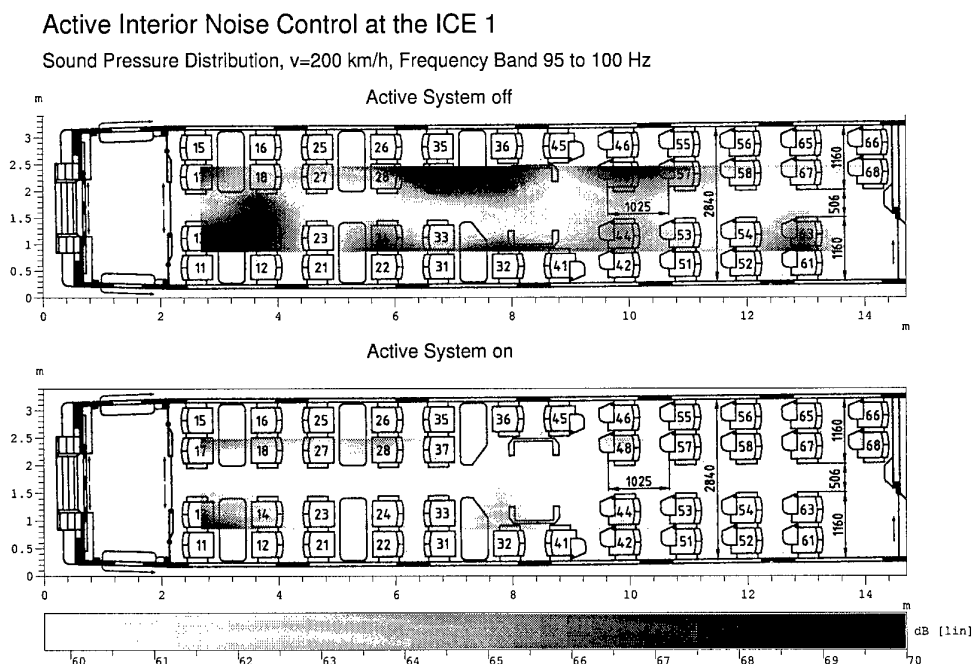 Active Interior Noise Control at the ICE 1
Sound Pressure Distribution, v=200 km/h, Frequency Band 95 to 100 Hz
Active System off
m
3
2.5
2
1.5
1
0.5
0
15 16 25 26 35 36 45 46 55 56 65 66
18 27 28 57 58 67 68
1025 2840 1160 506 1160
23 33 44 53 54 63
11 12 21 22 31 32 41 42 51 52 61
0 2 4 6 8 10 12 14
m
Active System on
m
3
2.5
2
1.5
1
0.5
0
15 16 25 26 35 36 45 46 55 56 65 66
17 18 27 28 37 48 57 58 67 68
1025 2840 1160 506 1160
13 14 23 24 33 44 53 54 63
11 12 21 22 31 32 41 42 51 52 61
0 2 4 6 8 10 12 14
m
dB [lin]
60 61 62 63 64 65 66 67 68 69 70